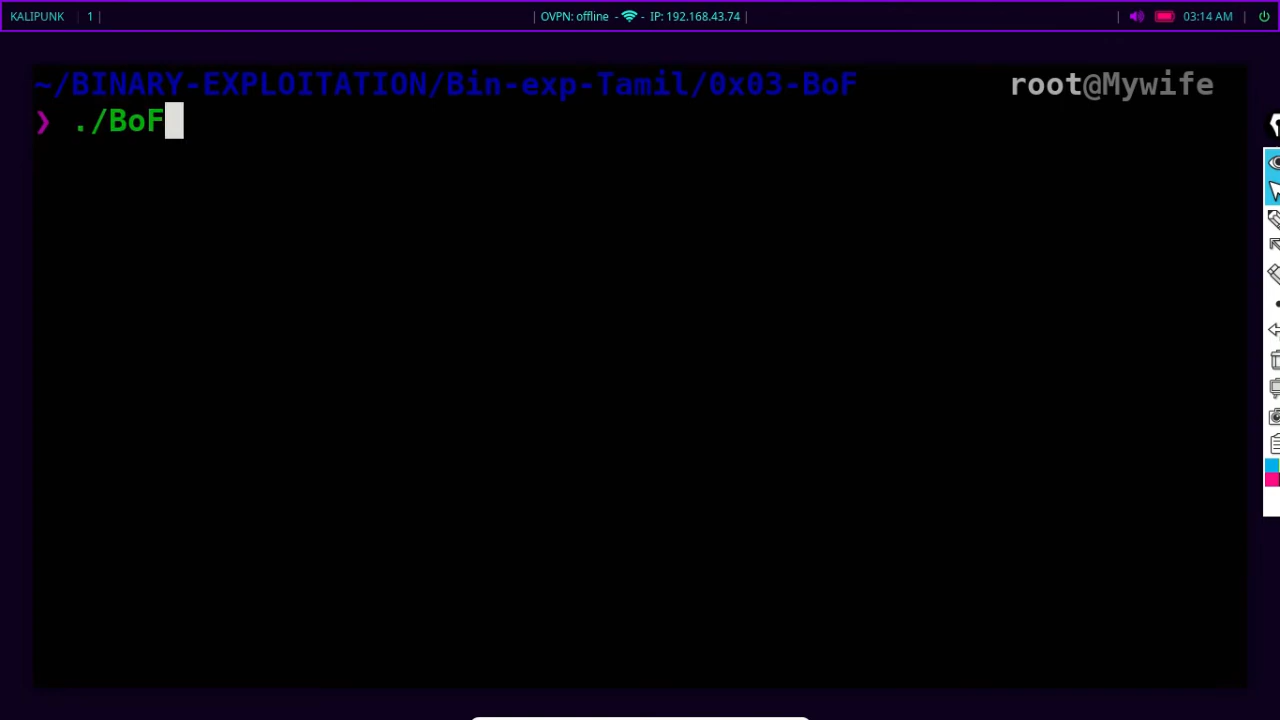 KALIPUNK | 1 | | OVPN: offline - - IP: 192.168.43.74 | | 03:14 AM |
~/BINARY-EXPLOITATION/Bin-exp-Tamil/0x03-BoF root@Mywife
❯ ./BoF